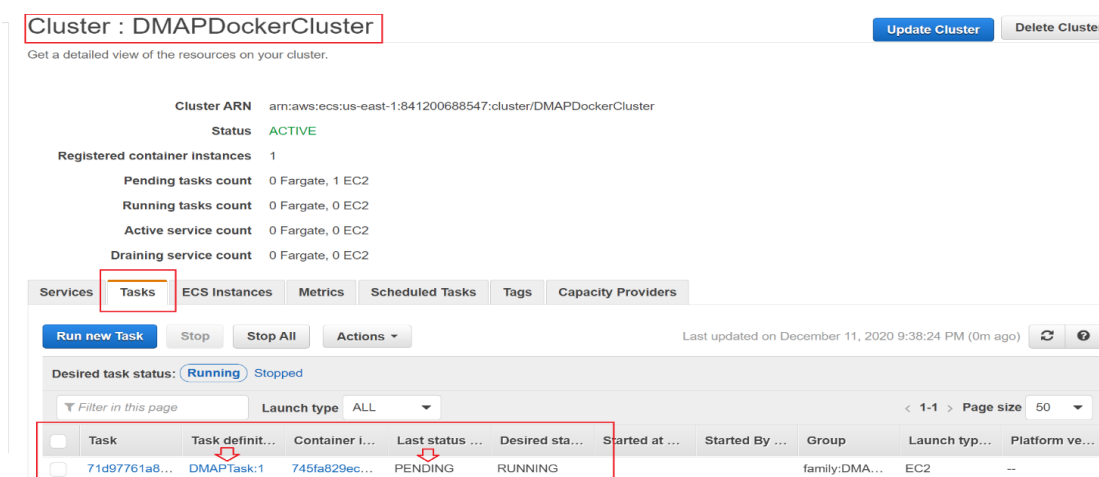 Cluster : DMAPDockerCluster
Update Cluster Delete Cluste
Get a detailed view of the resources on your cluster.
Cluster ARN arn:aws:ecs:us-east-1:841200688547:cluster/DMAPDockerCluster
Status ACTIVE
Registered container instances 1
Pending tasks count 0 Fargate, 1 EC2
Running tasks count 0 Fargate, 0 EC2
Active service count 0 Fargate, 0 EC2
Draining service count 0 Fargate, 0 EC2
Services Tasks ECS Instances Metrics Scheduled Tasks Tags Capacity Providers
Run new Task Stop Stop All Actions Last updated on December 11, 2020 9:38:24 PM (0m ago)
Desired task status: Running Stopped
Filter in this page Launch type ALL < 1-1 > Page size 50
Task Task definit... Container i... Last status ... Desired sta... Started at ... Started By ... Group Launch typ... Platform ve...
71d97761a8... DMAPTask:1 745fa829ec... PENDING RUNNING family:DMA... EC2 --